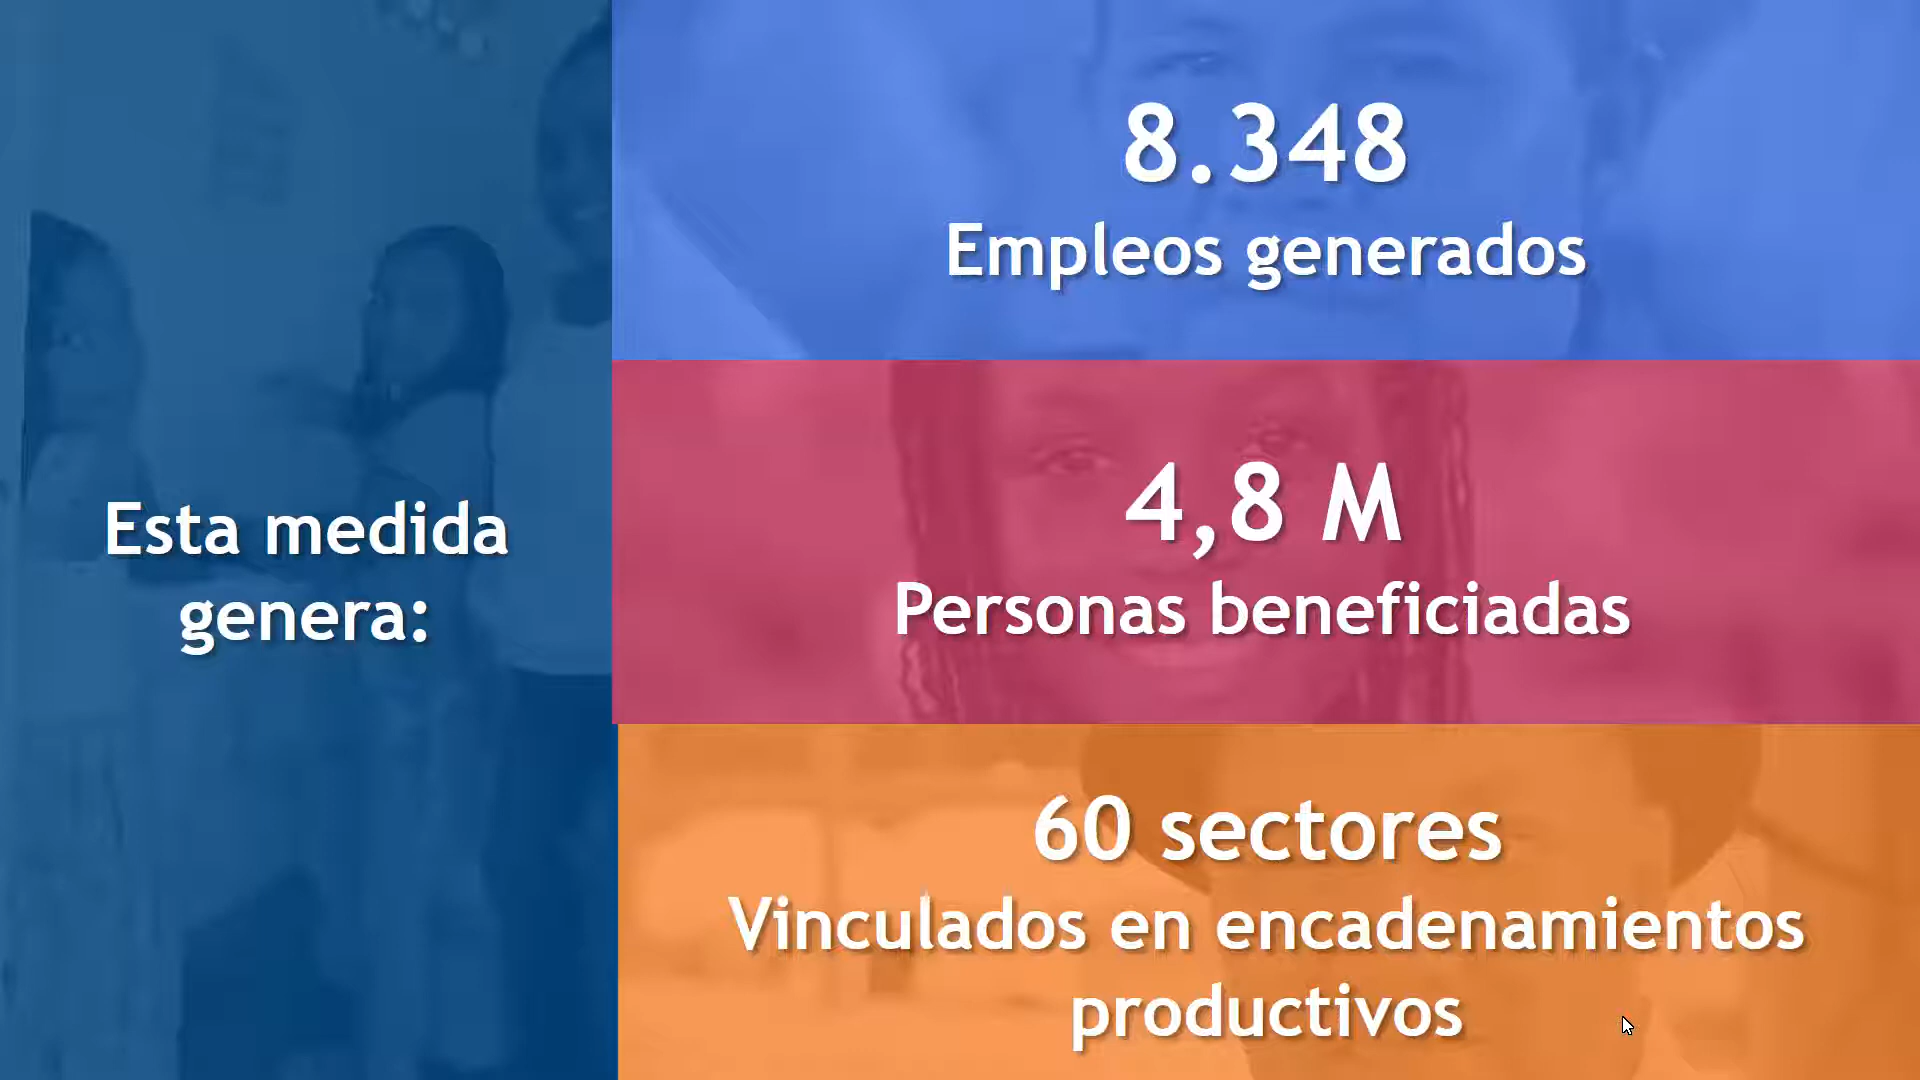 Esta medida
genera:
8.348
Empleos generados
4,8 M
Personas beneficiadas
60 sectores
Vinculados en encadenamientos
productivos